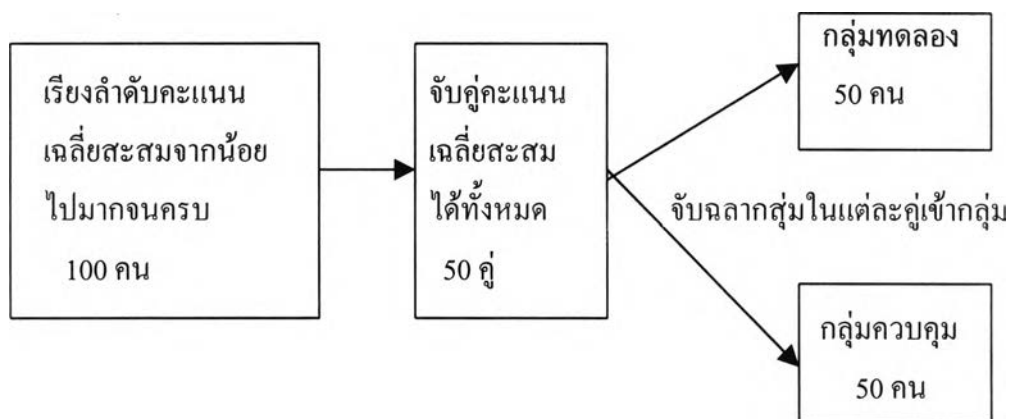 เรียงลำดับคะแนน
เฉลี่ยสะสมจากน้อย
ไปมากจนครบ
100 คน
จับคู่คะแนน
เฉลี่ยสะสม
ได้ทั้งหมด
50 คู่
กลุ่มทดลอง
50 คน
จับฉลากสุ่มในแต่ละคู่เข้ากลุ่ม
กลุ่มควบคุม
50 คน